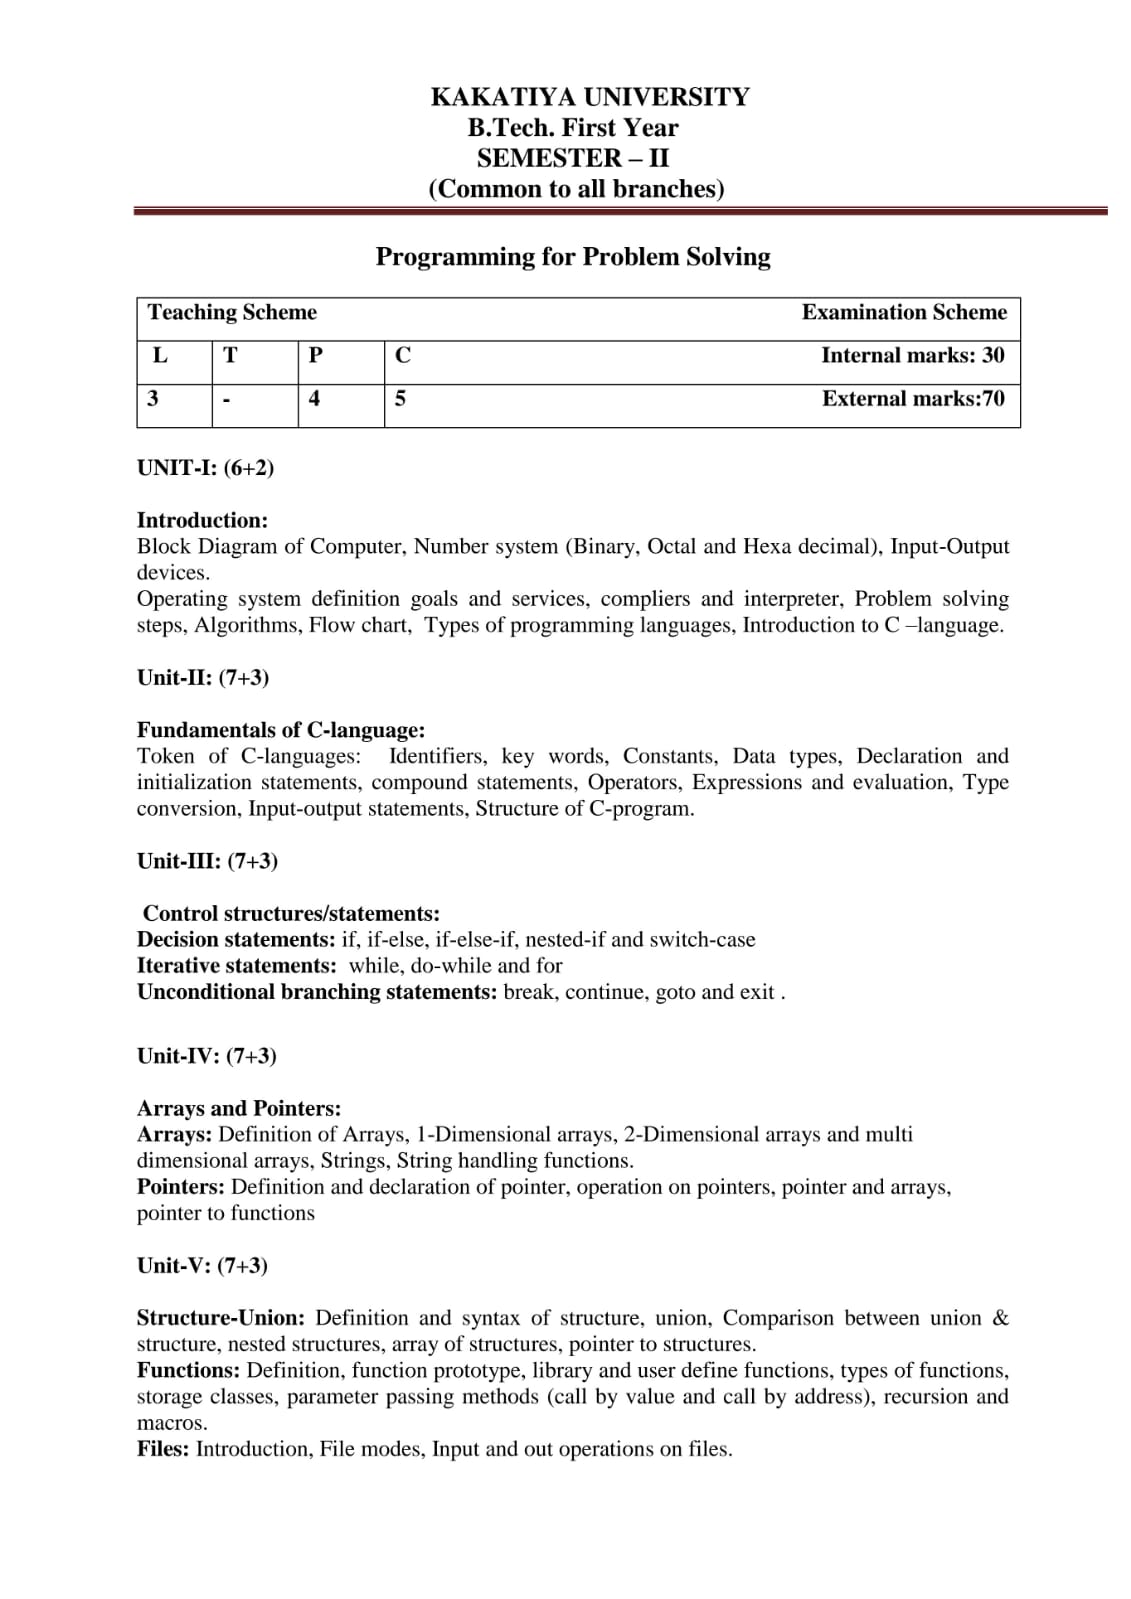 KAKATIYA UNIVERSITY
B.Tech. First Year
SEMESTER – II
(Common to all branches)
Programming for Problem Solving
Teaching Scheme Examination Scheme
L T P C Internal marks: 30
3 - 4 5 External marks:70
UNIT-I: (6+2)
Introduction:
Block Diagram of Computer, Number system (Binary, Octal and Hexa decimal), Input-Output
devices.
Operating system definition goals and services, compliers and interpreter, Problem solving
steps, Algorithms, Flow chart, Types of programming languages, Introduction to C –language.
Unit-II: (7+3)
Fundamentals of C-language:
Token of C-languages: Identifiers, key words, Constants, Data types, Declaration and
initialization statements, compound statements, Operators, Expressions and evaluation, Type
conversion, Input-output statements, Structure of C-program.
Unit-III: (7+3)
Control structures/statements:
Decision statements: if, if-else, if-else-if, nested-if and switch-case
Iterative statements: while, do-while and for
Unconditional branching statements: break, continue, goto and exit .
Unit-IV: (7+3)
Arrays and Pointers:
Arrays: Definition of Arrays, 1-Dimensional arrays, 2-Dimensional arrays and multi
dimensional arrays, Strings, String handling functions.
Pointers: Definition and declaration of pointer, operation on pointers, pointer and arrays,
pointer to functions
Unit-V: (7+3)
Structure-Union: Definition and syntax of structure, union, Comparison between union &
structure, nested structures, array of structures, pointer to structures.
Functions: Definition, function prototype, library and user define functions, types of functions,
storage classes, parameter passing methods (call by value and call by address), recursion and
macros.
Files: Introduction, File modes, Input and out operations on files.